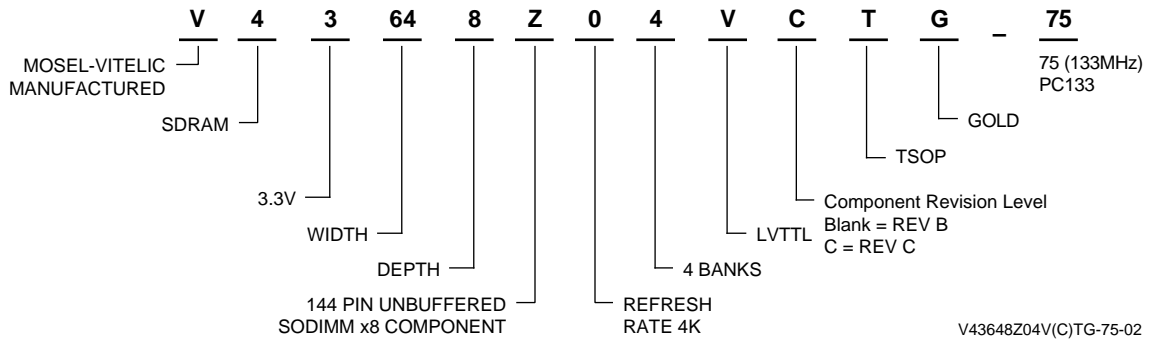 V 4 3 64 8 Z 0 4 V C T G – 75
MOSEL-VITELIC
MANUFACTURED
75 (133MHz)
PC133
SDRAM
GOLD
TSOP
3.3V
Component Revision Level
Blank = REV B
C = REV C
WIDTH
LVTTL
DEPTH
4 BANKS
144 PIN UNBUFFERED
SODIMM x8 COMPONENT
REFRESH
RATE 4K
V43648Z04V(C)TG-75-02